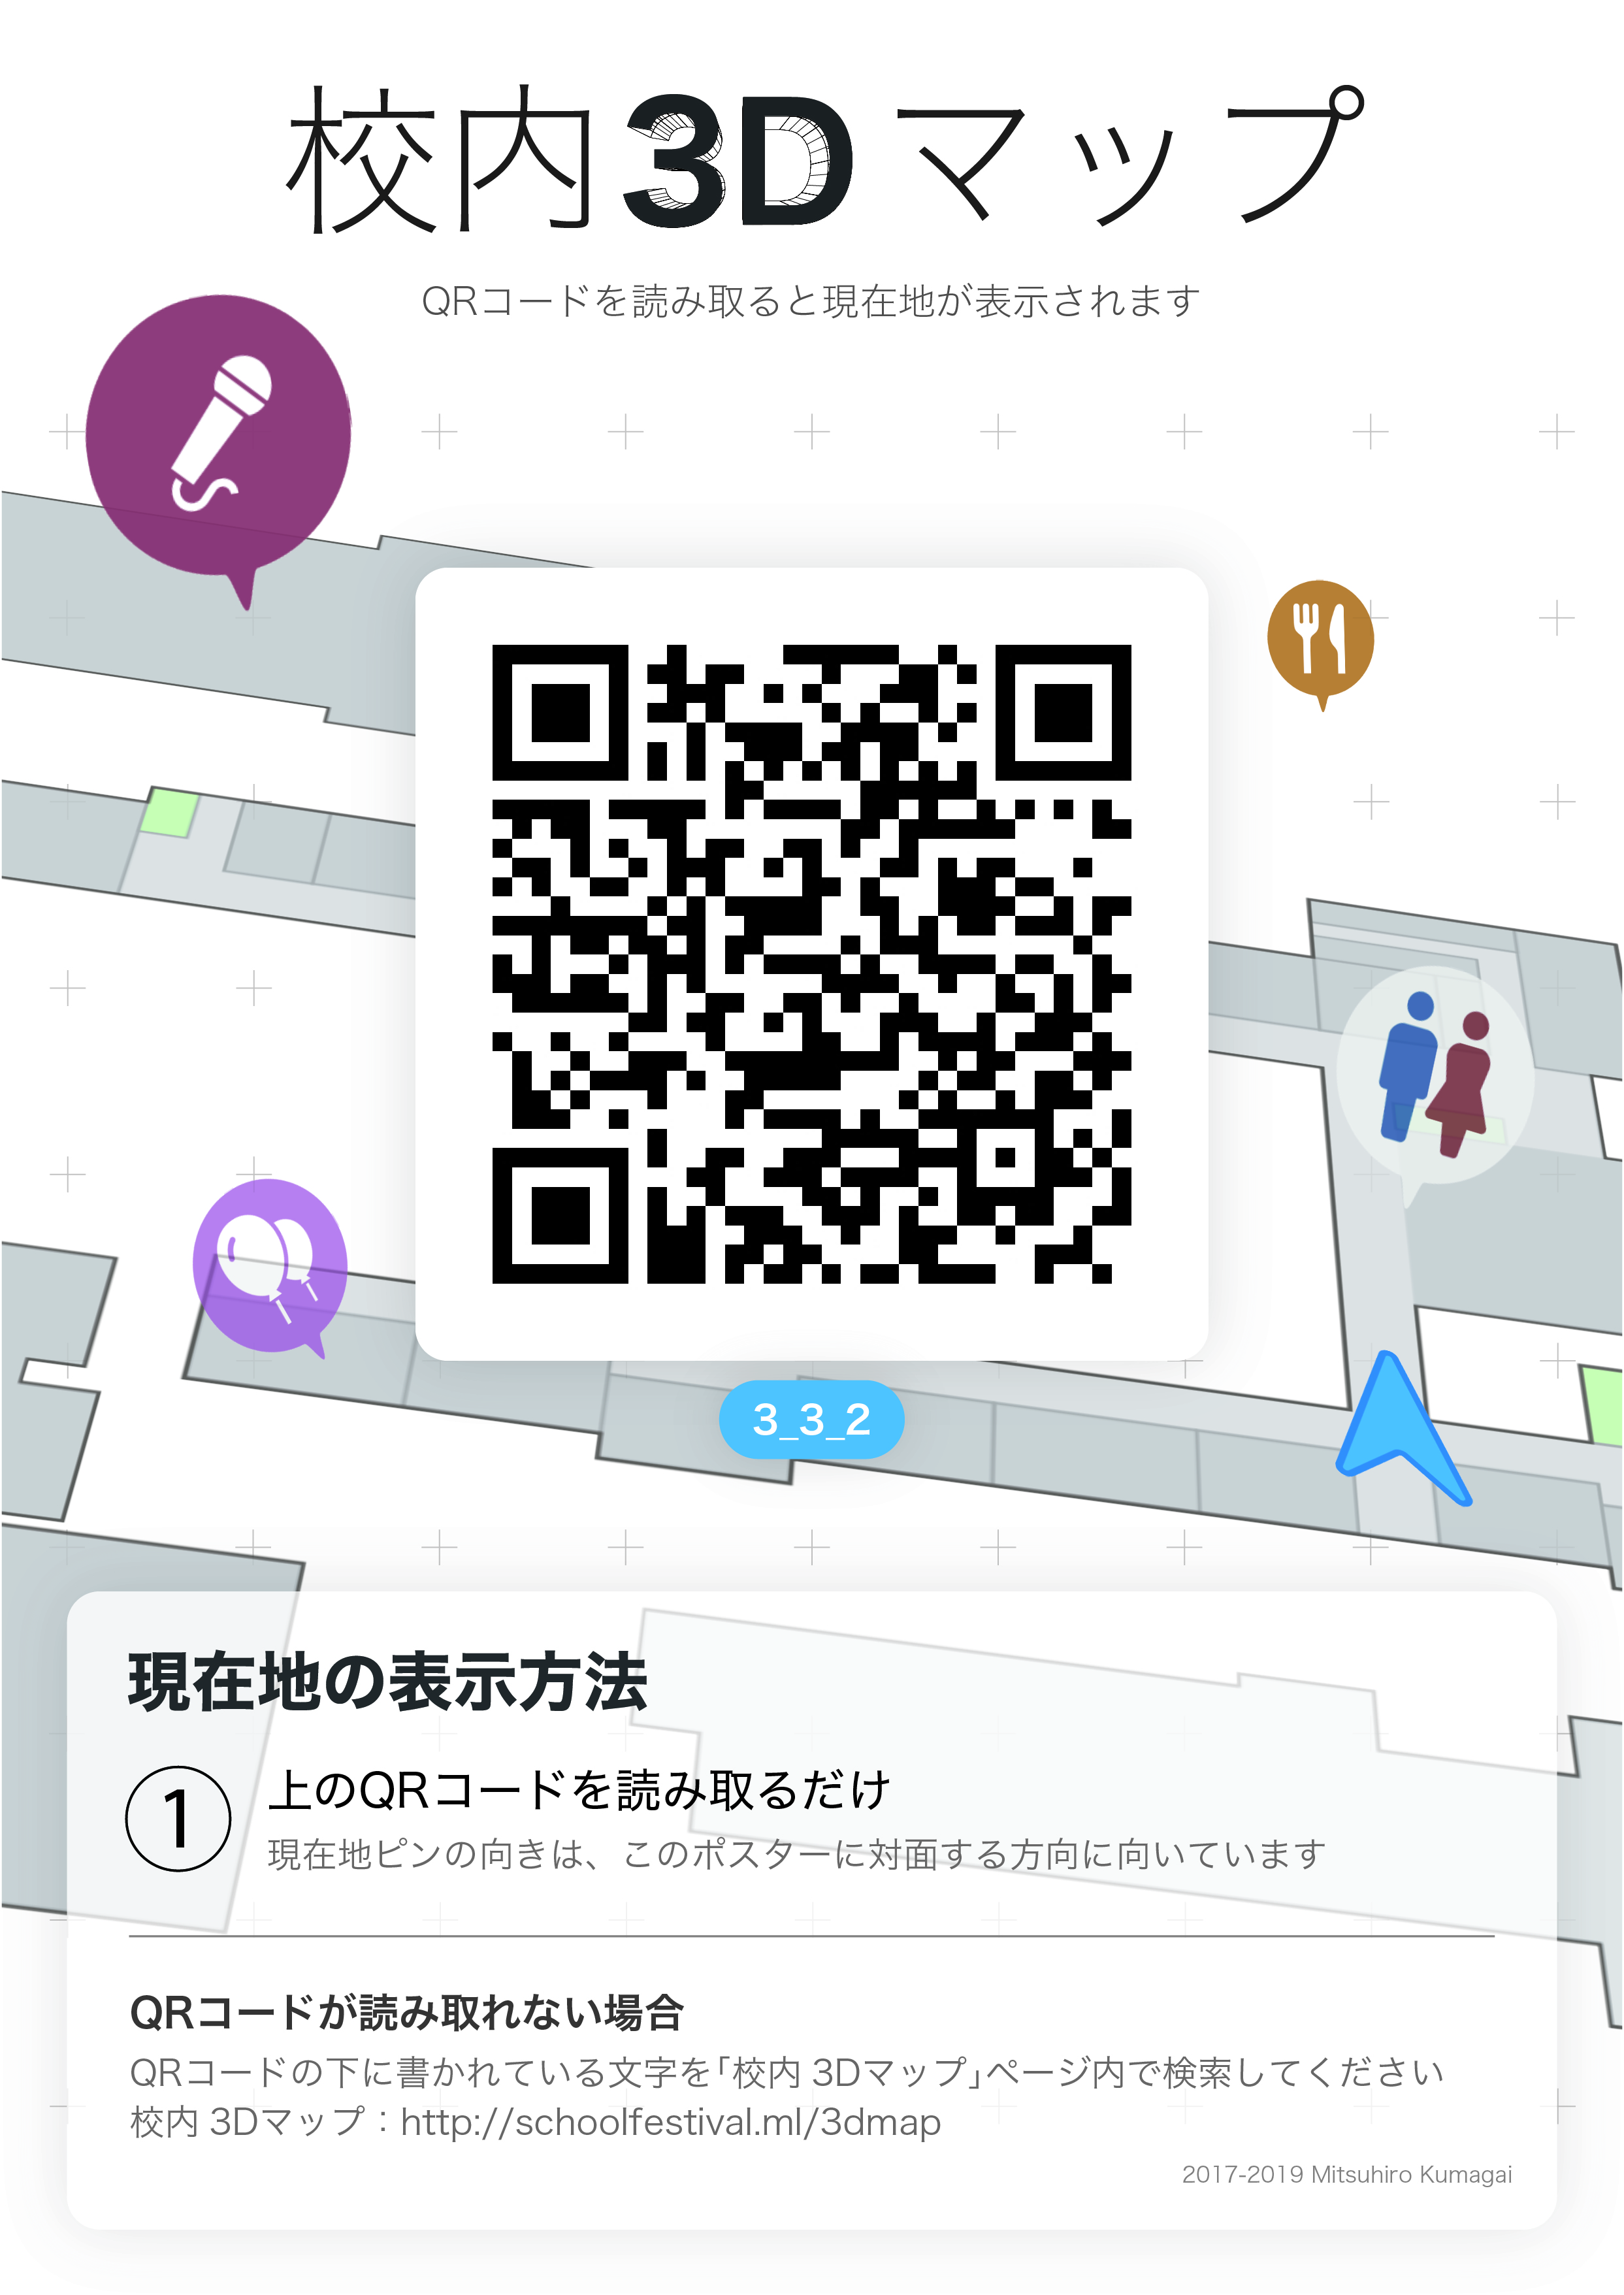 校内3Dマップ
QRコードを読み取ると現在地が表示されます
3_3_2
現在地の表示方法
1
上のQRコードを読み取るだけ
現在地ピンの向きは、このポスターに対面する方向に向いています
QRコードが読み取れない場合
QRコードの下に書かれている文字を「校内 3Dマップ」ページ内で検索してください
校内 3Dマップ：http://schoolfestival.ml/3dmap
2017-2019 Mitsuhiro Kumagai